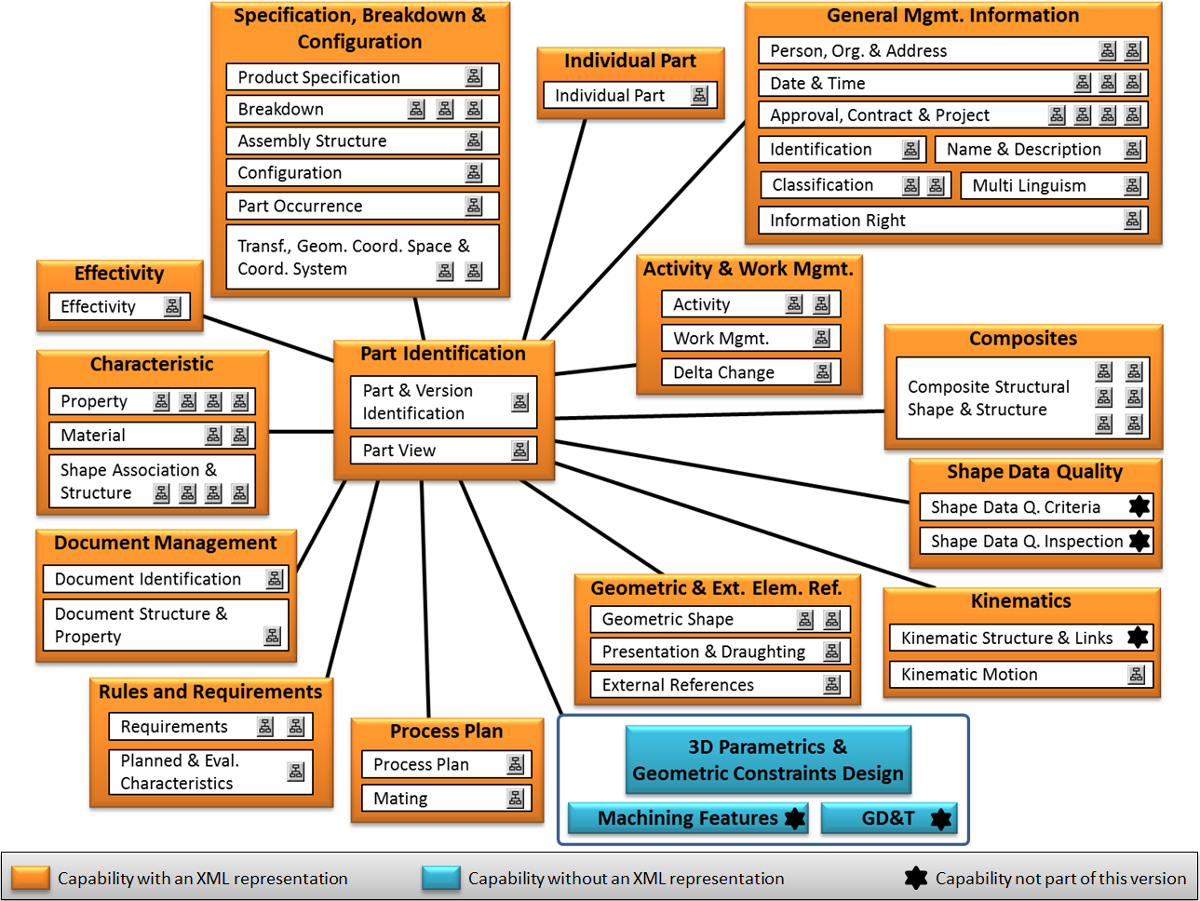 Specification, Breakdown &
Configuration
Product Specification
Breakdown
Assembly Structure
Configuration
Part Occurrence
Transf., Geom. Coord. Space &
Coord. System
Individual Part
Individual Part
General Mgmt. Information
Person, Org. & Address
Date & Time
Approval, Contract & Project
Identification
Name & Description
Classification
Multi Linguism
Information Right
Effectivity
Effectivity
Activity & Work Mgmt.
Activity
Work Mgmt.
Delta Change
Characteristic
Property
Material
Shape Association &
Structure
Part Identification
Part & Version
Identification
Part View
Composites
Composite Structural
Shape & Structure
Shape Data Quality
Shape Data Q. Criteria
Shape Data Q. Inspection
Document Management
Document Identification
Document Structure &
Property
Geometric & Ext. Elem. Ref.
Geometric Shape
Presentation & Draughting
External References
Kinematics
Kinematic Structure & Links
Kinematic Motion
Rules and Requirements
Requirements
Planned & Eval.
Characteristics
Process Plan
Process Plan
Mating
3D Parametrics &
Geometric Constraints Design
Machining Features
GD&T
Capability with an XML representation
Capability without an XML representation
Capability not part of this version